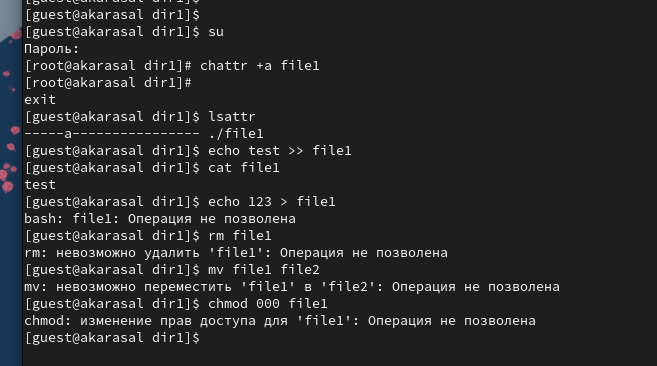 [guest@akarasal dir1]$
[guest@akarasal dir1]$
[guest@akarasal dir1]$ su
Пароль:
[root@akarasal dir1]# chattr +a file1
[root@akarasal dir1]#
exit
[guest@akarasal dir1]$ lsattr
-----a---------------- ./file1
[guest@akarasal dir1]$ echo test >> file1
[guest@akarasal dir1]$ cat file1
test
[guest@akarasal dir1]$ echo 123 > file1
bash: file1: Операция не позволена
[guest@akarasal dir1]$ rm file1
rm: невозможно удалить 'file1': Операция не позволена
[guest@akarasal dir1]$ mv file1 file2
mv: невозможно переместить 'file1' в 'file2': Операция не позволена
[guest@akarasal dir1]$ chmod 000 file1
chmod: изменение прав доступа для 'file1': Операция не позволена
[guest@akarasal dir1]$